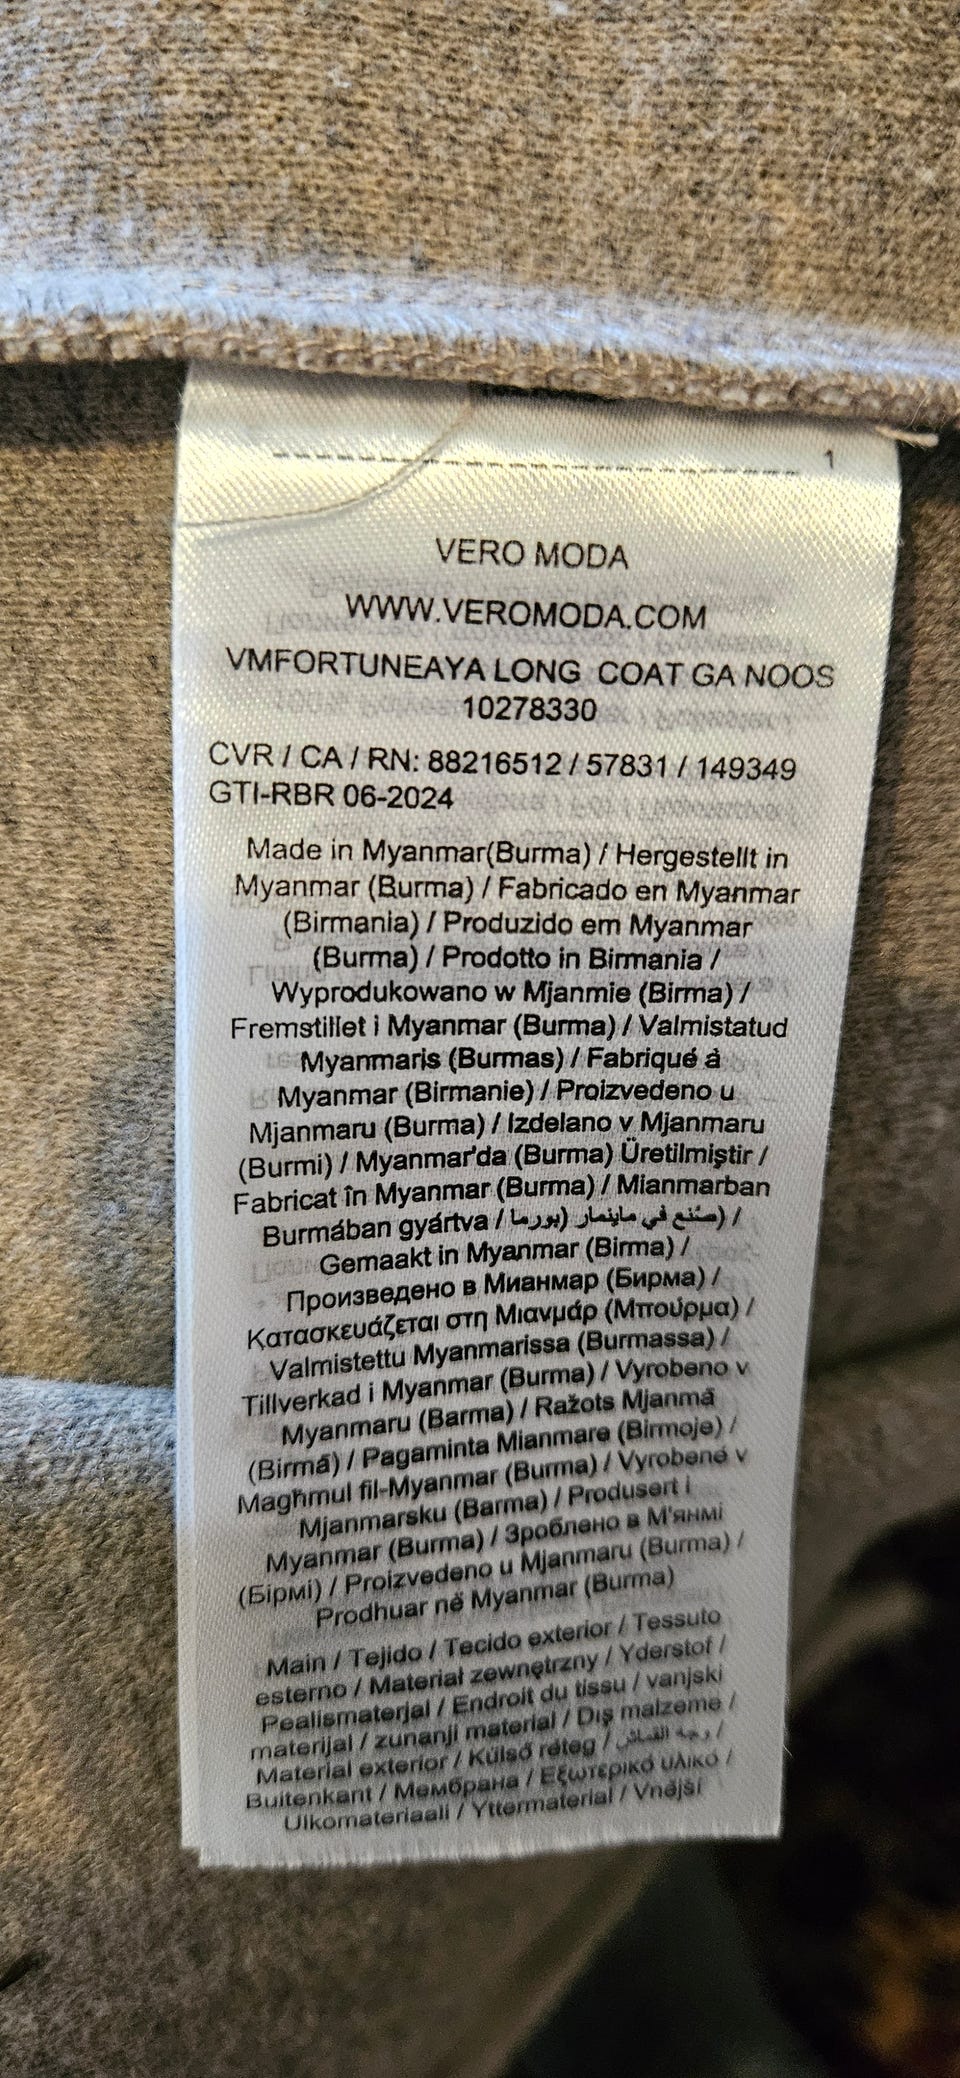 1
VERO MODA
WWW.VEROMODA.COM
VMFORTUNEAYA LONG COAT GA NOOS
10278330
CVR / CA / RN: 88216512 / 57831 / 149349
GTI-RBR 06-2024
Made in Myanmar(Burma) / Hergestellt in
Myanmar (Burma) / Fabricado en Myanmar
(Birmania) / Produzido em Myanmar
(Burma) / Prodotto in Birmania /
Wyprodukowano w Mjanmie (Birma) /
Fremstillet i Myanmar (Burma) / Valmistatud
Myanmaris (Burmas) / Fabriqué à
Myanmar (Birmanie) / Proizvedeno u
Mjanmaru (Burma) / Izdelano v Mjanmaru
(Burmi) / Myanmar'da (Burma) Üretilmiştir /
Fabricat în Myanmar (Burma) / Mianmarban
Burmában gyártva / صُنع في ماينمار (بورما) /
Gemaakt in Myanmar (Birma) /
Произведено в Мианмар (Бирма) /
Κατασκευάζεται στη Μιανμάρ (Μπούρμα) /
Valmistettu Myanmarissa (Burmassa) /
Tillverkad i Myanmar (Burma) / Vyrobeno v
Myanmaru (Barma) / Ražots Mjanmā
(Birmā) / Pagaminta Mianmare (Birmoje) /
Magħmul fil-Myanmar (Burma) / Vyrobené v
Mjanmarsku (Barma) / Produsert i
Myanmar (Burma) / Зроблено в М'янмі
(Бірмі) / Proizvedeno u Mjanmaru (Burma) /
Prodhuar në Myanmar (Burma)
Main / Tejido / Tecido exterior / Tessuto
esterno / Materiał zewnętrzny / Yderstof /
Pealismaterjal / Endroit du tissu / vanjski
materijal / zunanji material / Dış malzeme /
Material exterior / Külső réteg / وجه القماش /
Buitenkant / Мембрана / Εξωτερικό υλικό /
Ulkomateriaali / Yttermaterial / Vnější